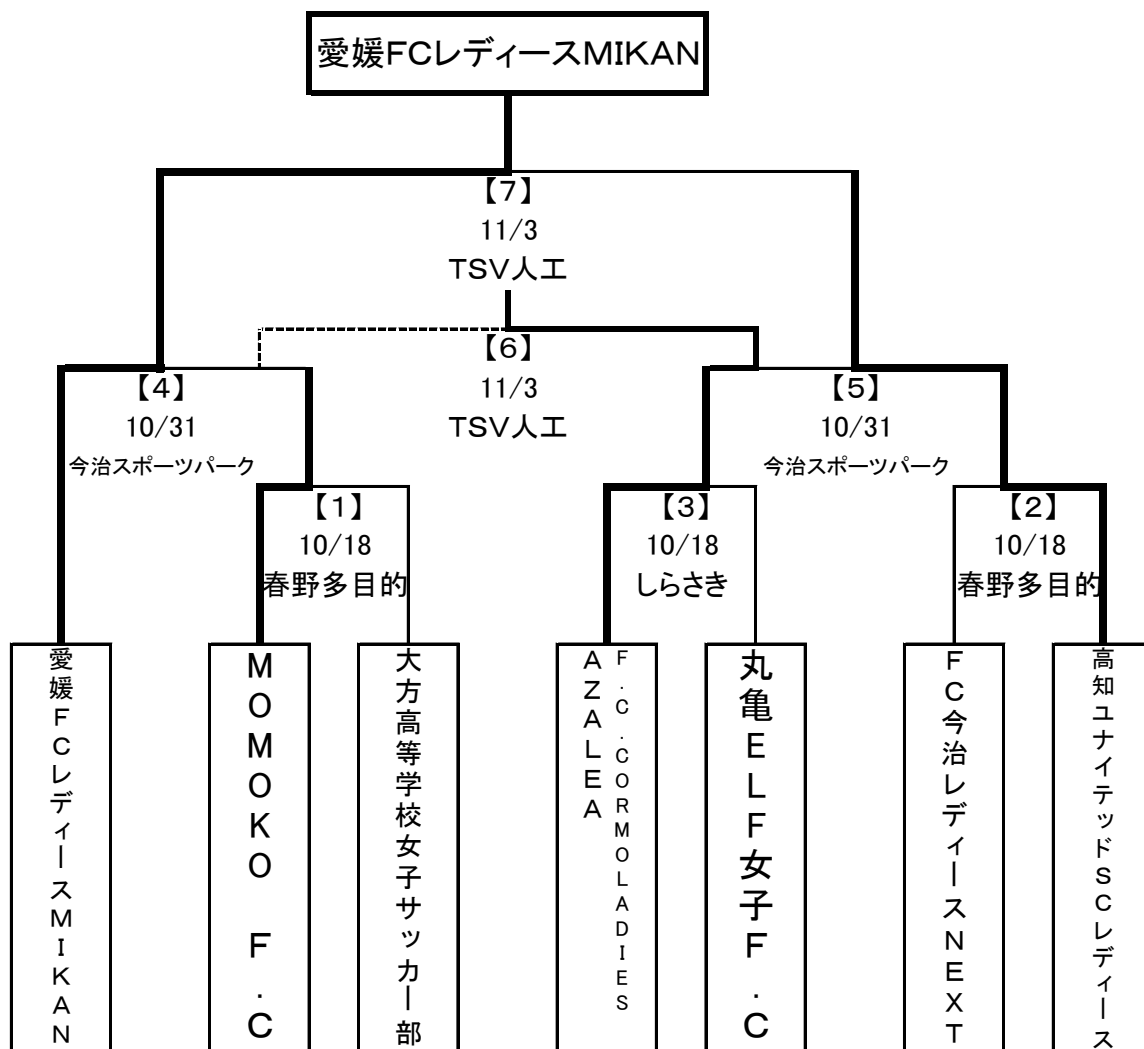 愛媛FCレディースMIKAN
【7】
11/3
TSV人工
【6】
11/3
TSV人工
【4】
10/31
今治スポーツパーク
【5】
10/31
今治スポーツパーク
【1】
10/18
春野多目的
【3】
10/18
しらさき
【2】
10/18
春野多目的
愛媛FCレディースMIKAN
MOMOKO F.C
大方高等学校女子サッカー部
F.C.CORMOLADIES
AZALEA
丸亀ELF女子F.C
FC今治レディースNEXT
高知ユナイテッドSCレディース